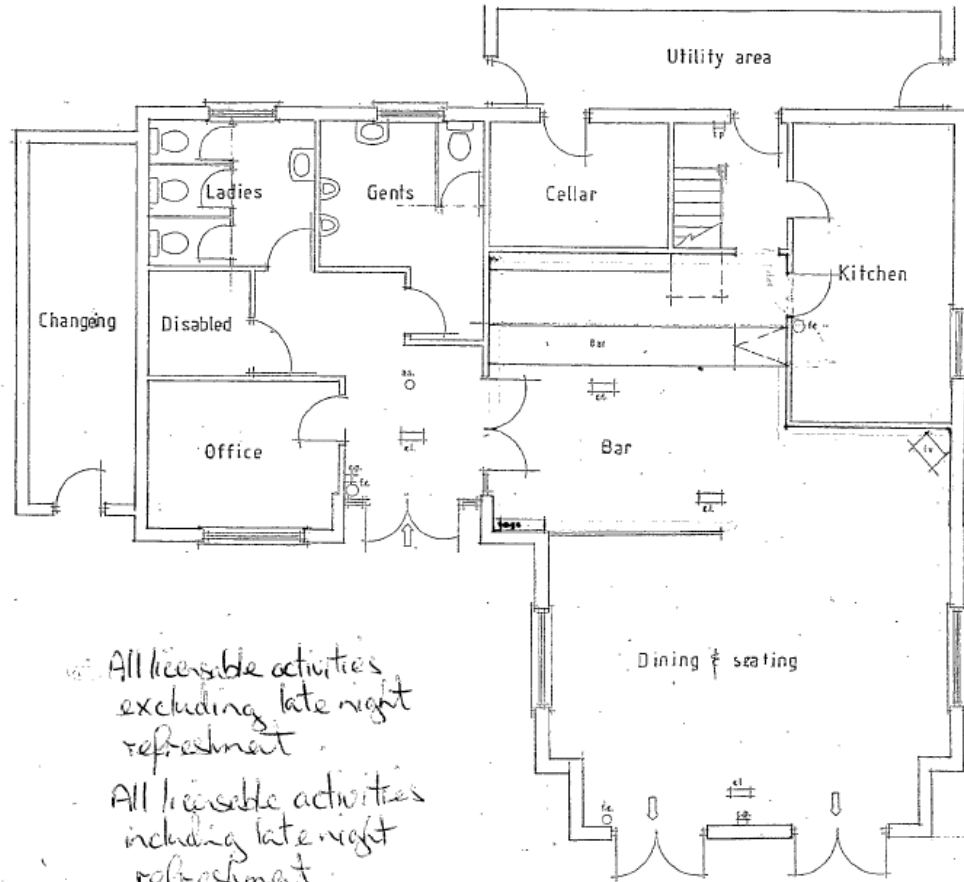 Utility area
Ladies
Gents
Cellar
Kitchen
Changing
Disabled
Bar
Office
Bar
Dining & seating
f.e.
e.l.
f.e.
e.l.
e.l.
f.e.
e.l.
All licensable activities
excluding late night
refreshment
All licensable activities
including late night
refreshment